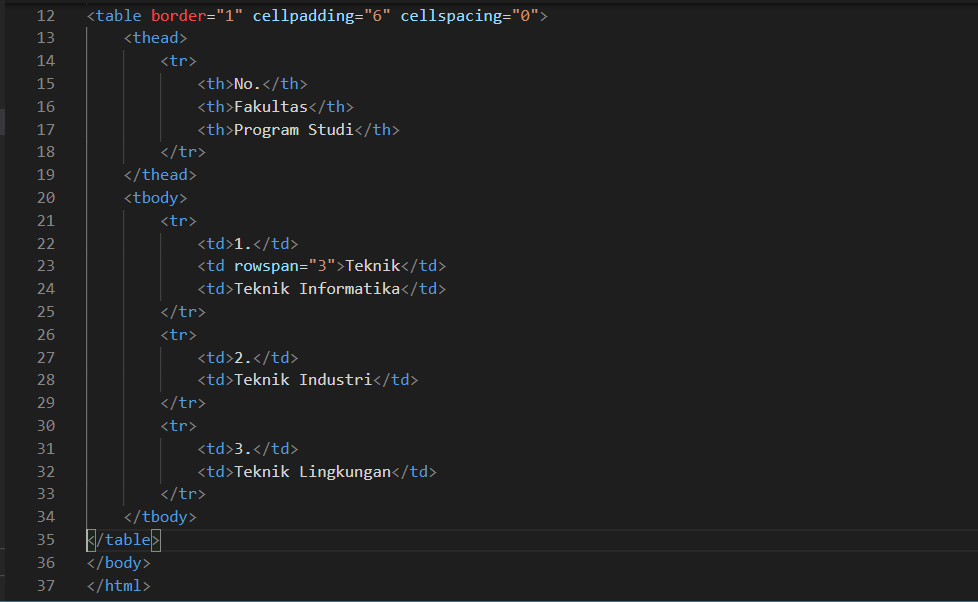 12 <table border="1" cellpadding="6" cellspacing="0">
13 <thead>
14 <tr>
15 <th>No.</th>
16 <th>Fakultas</th>
17 <th>Program Studi</th>
18 </tr>
19 </thead>
20 <tbody>
21 <tr>
22 <td>1.</td>
23 <td rowspan="3">Teknik</td>
24 <td>Teknik Informatika</td>
25 </tr>
26 <tr>
27 <td>2.</td>
28 <td>Teknik Industri</td>
29 </tr>
30 <tr>
31 <td>3.</td>
32 <td>Teknik Lingkungan</td>
33 </tr>
34 </tbody>
35 </table>
36 </body>
37 </html>